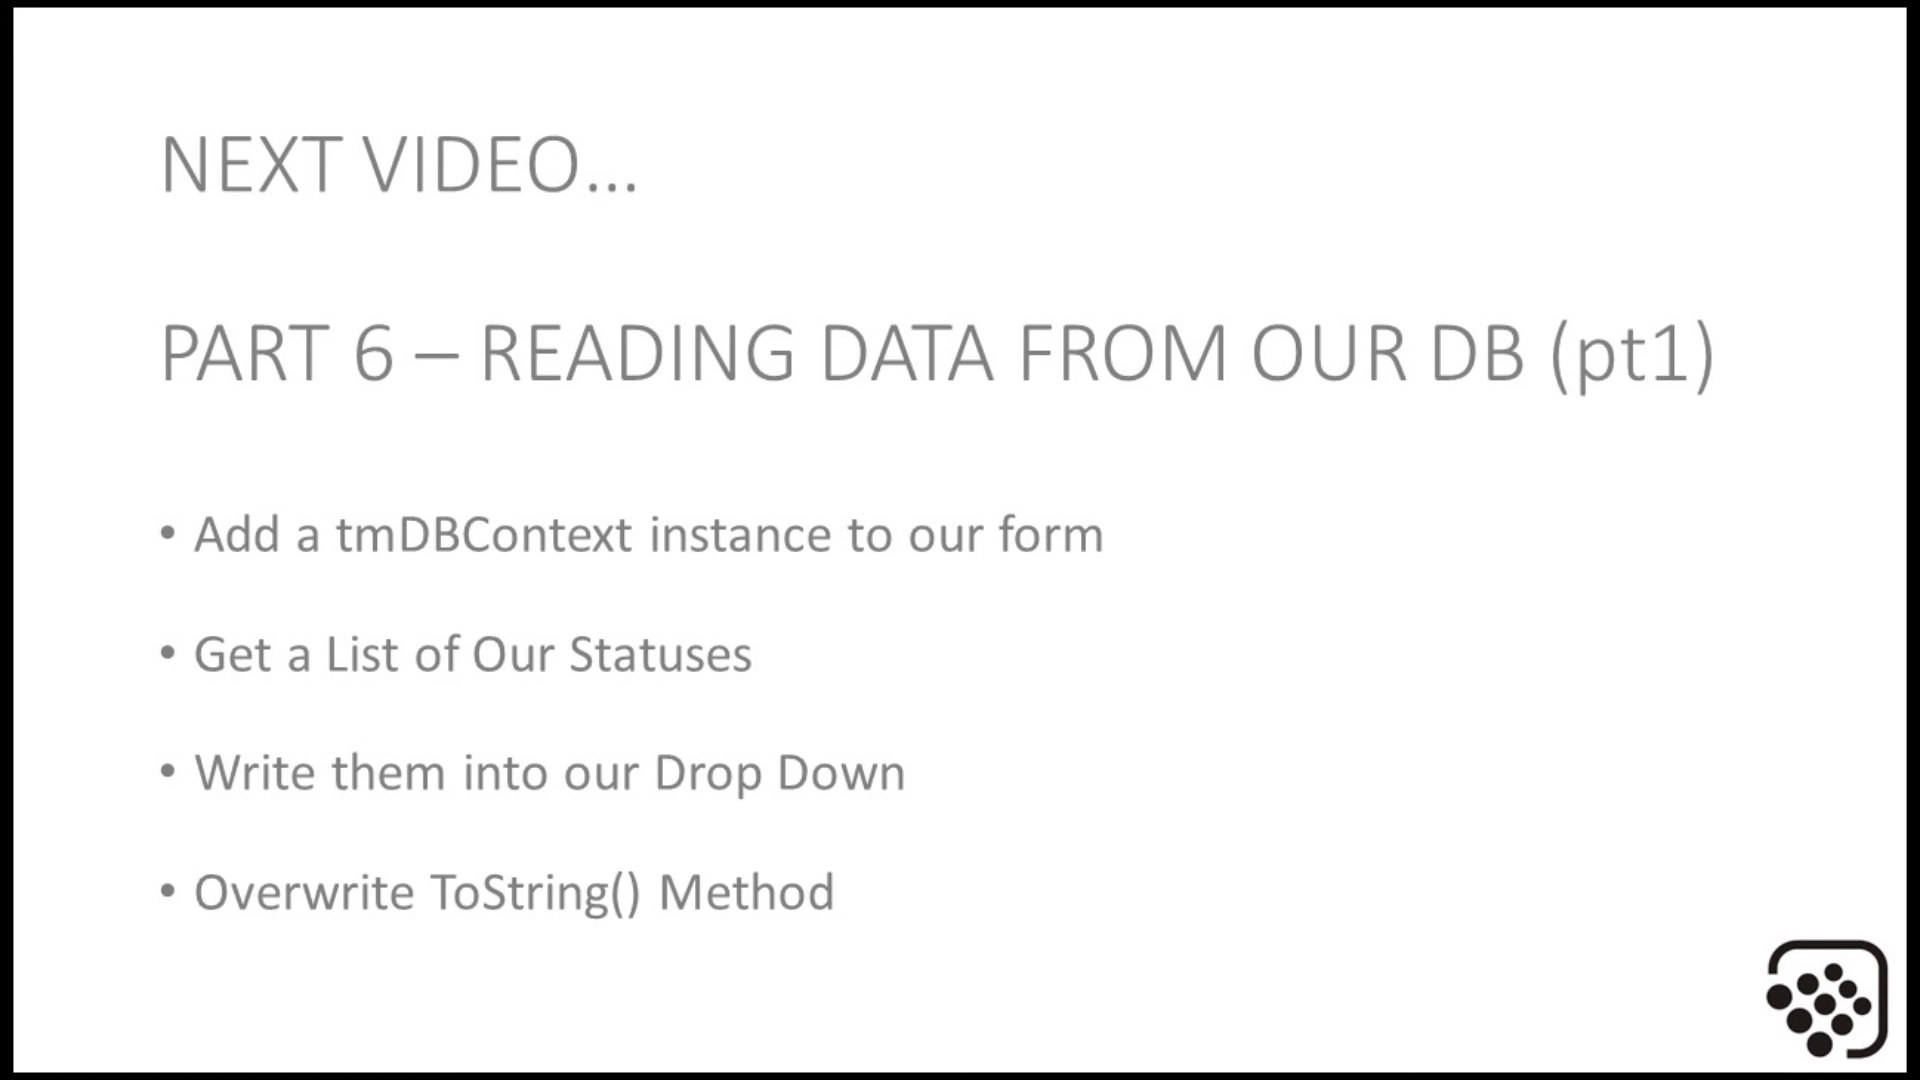 NEXT VIDEO...
PART 6 – READING DATA FROM OUR DB (pt1)
• Add a tmDBContext instance to our form
• Get a List of Our Statuses
• Write them into our Drop Down
• Overwrite ToString() Method